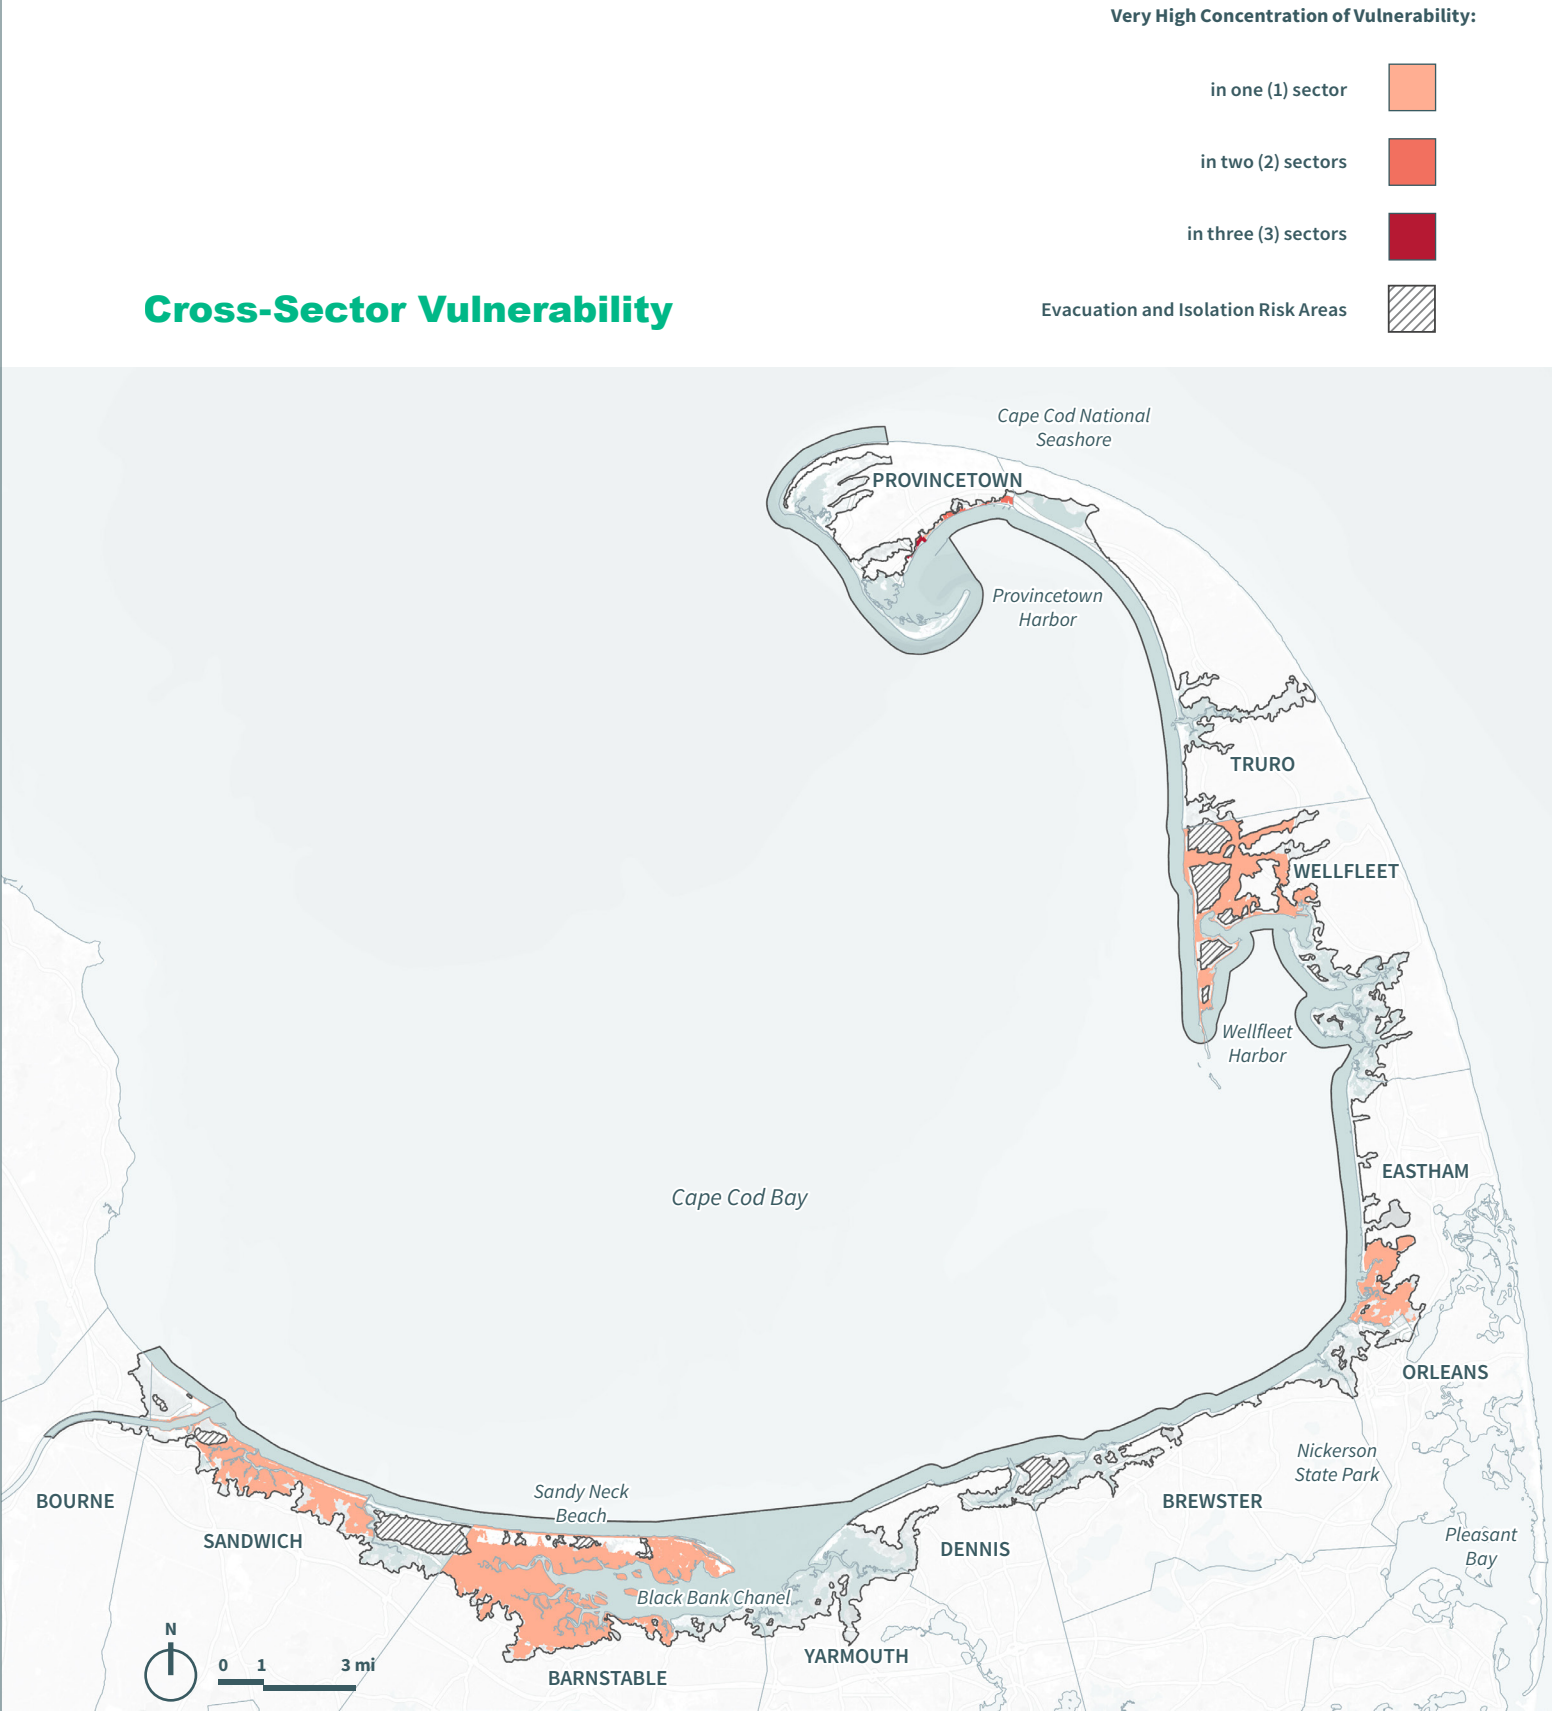 Very High Concentration of Vulnerability:
in one (1) sector
in two (2) sectors
in three (3) sectors
Cross-Sector Vulnerability
Evacuation and Isolation Risk Areas
Cape Cod National
Seashore
PROVINCETOWN
Provincetown
Harbor
TRURO
WELLFLEET
Wellfleet
Harbor
EASTHAM
Cape Cod Bay
ORLEANS
Nickerson
State Park
Sandy Neck
Beach
BOURNE
BREWSTER
SANDWICH
Pleasant
Bay
DENNIS
Black Bank Chanel
N
YARMOUTH
0 1 3 mi
BARNSTABLE